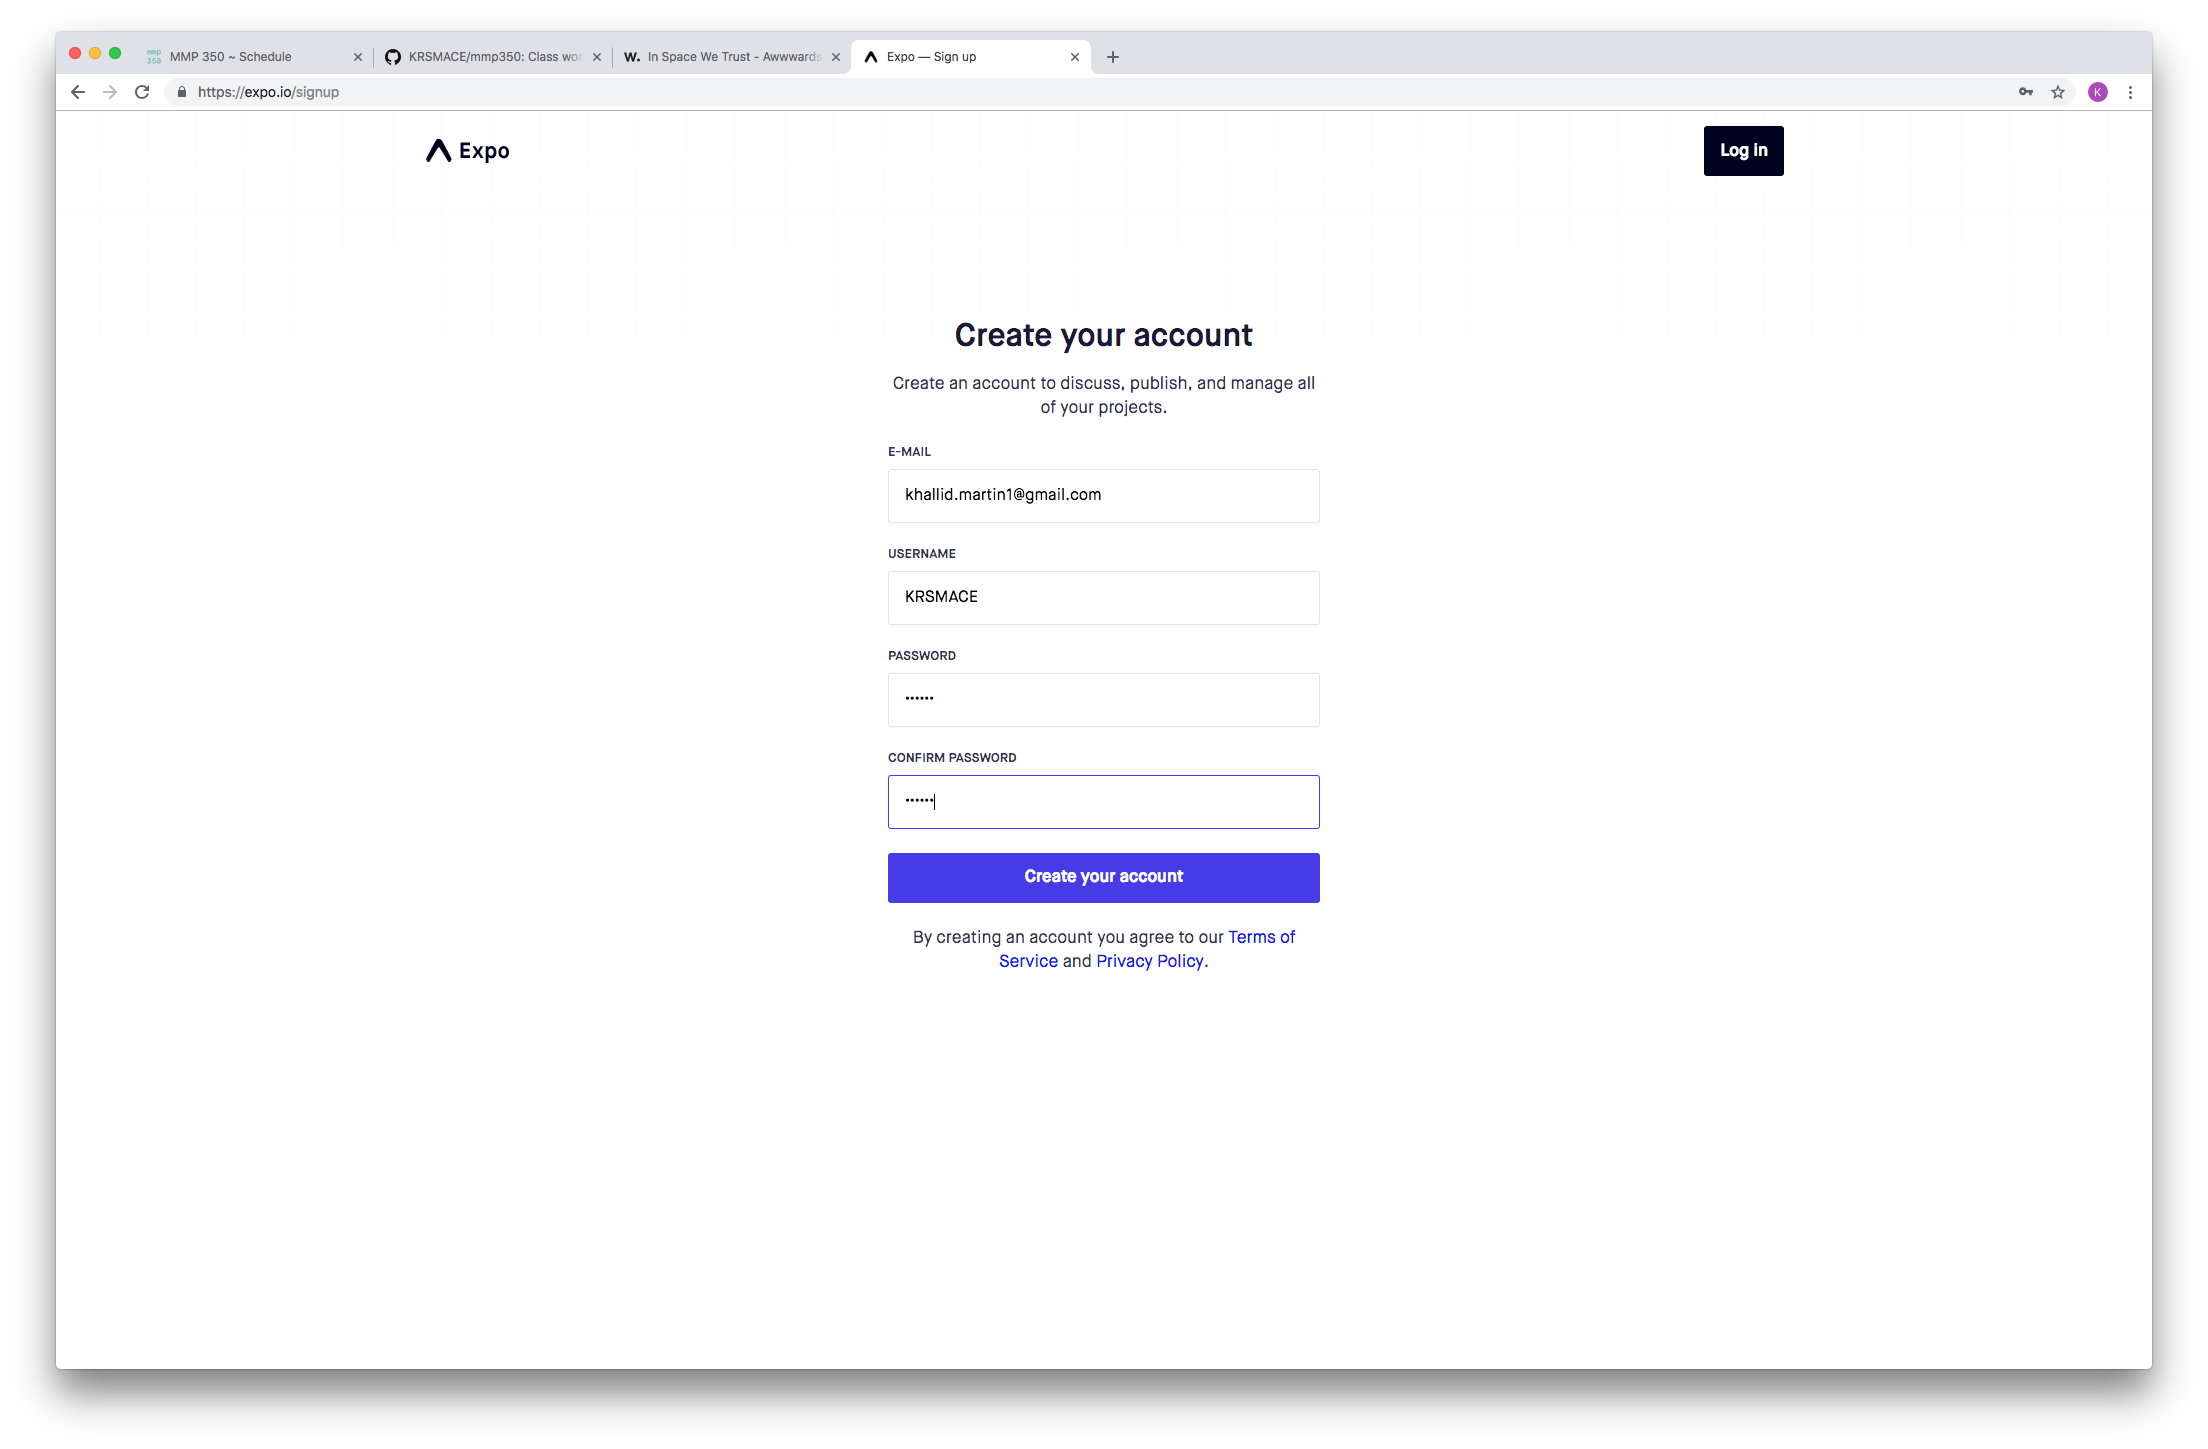 MMP 350 ~ Schedule
KRSMACE/mmp350: Class wor
W. In Space We Trust - Awwwards
Expo — Sign up
https://expo.io/signup
K
Expo
Log in
Create your account
Create an account to discuss, publish, and manage all
of your projects.
E-MAIL
khallid.martin1@gmail.com
USERNAME
KRSMACE
PASSWORD
••••••
CONFIRM PASSWORD
••••••
Create your account
By creating an account you agree to our Terms of
Service and Privacy Policy.